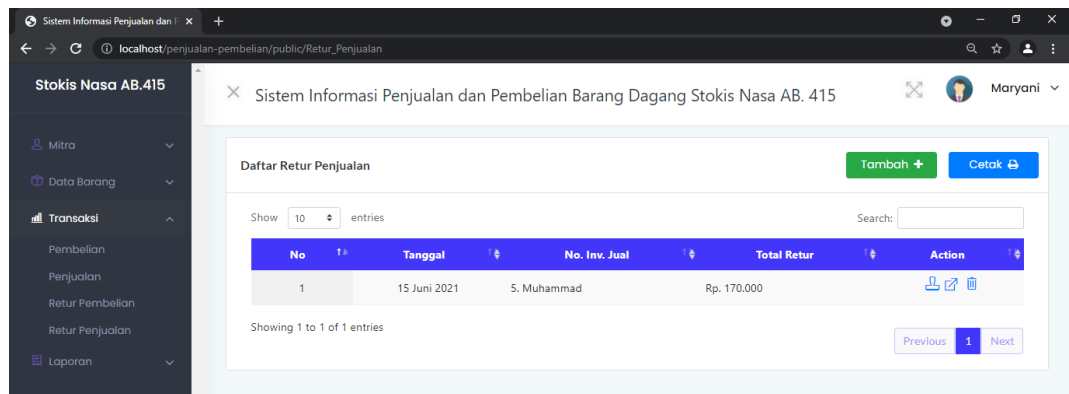 Sistem Informasi Penjualan dan P
localhost/penjualan-pembelian/public/Retur_Penjualan
Stokis Nasa AB.415
Sistem Informasi Penjualan dan Pembelian Barang Dagang Stokis Nasa AB. 415
Maryani
Mitra
Data Barang
Transaksi
Pembelian
Penjualan
Retur Pembelian
Retur Penjualan
Laporan
Daftar Retur Penjualan
Tambah
Cetak
Show 10 entries
Search:
No Tanggal No. Inv. Jual Total Retur Action
1 15 Juni 2021 5. Muhammad Rp. 170.000
Showing 1 to 1 of 1 entries
Previous 1 Next